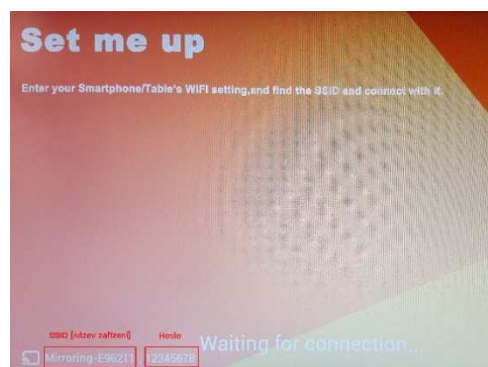 Set me up
Enter your Smartphone/Table's WIFI setting,and find the SSID and connect with it.
SSID (název zařízení) Heslo
Mirroring-E96211 12345678
Waiting for connection...